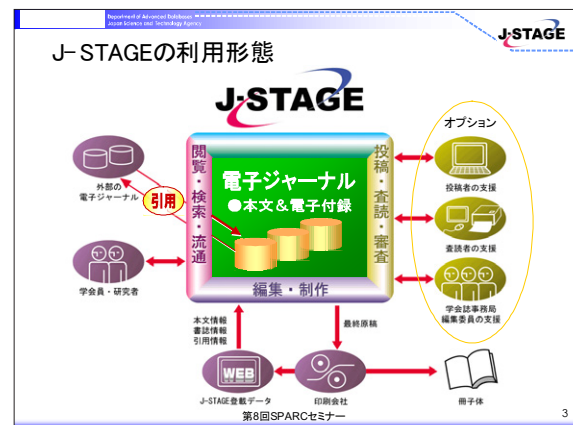 Department of Advanced Databases
Japan Science and Technology Agency
J-STAGE
J-STAGEの利用形態
J-STAGE
オプション
閲覧・検索・流通
電子ジャーナル
●本文&電子付録
投稿・査読・審査
編集・制作
引用
外部の
電子ジャーナル
学会員・研究者
投稿者の支援
査読者の支援
学会誌事務局
編集委員の支援
本文情報
書誌情報
引用情報
最終原稿
WEB
J-STAGE登載データ
印刷会社
冊子体
第8回SPARCセミナー
3